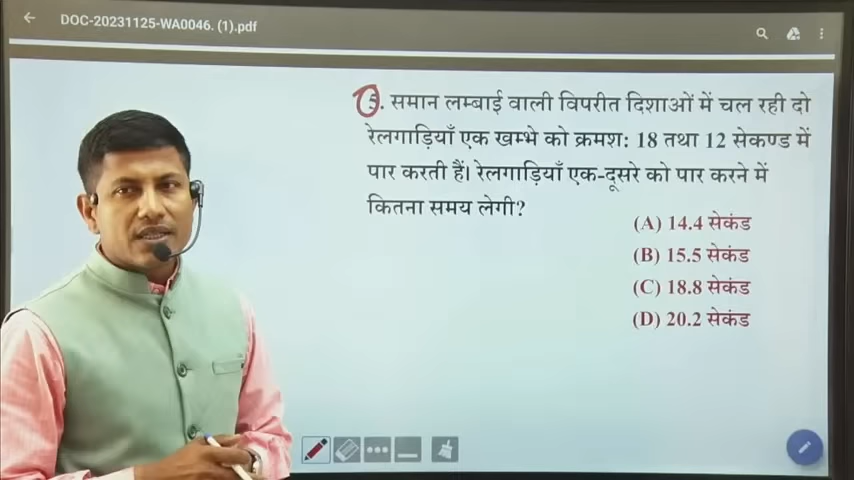 DOC-20231125-WA0046. (1).pdf
5. समान लम्बाई वाली विपरीत दिशाओं में चल रही दो
रेलगाड़ियाँ एक खम्भे को क्रमश: 18 तथा 12 सेकण्ड में
पार करती हैं। रेलगाड़ियाँ एक-दूसरे को पार करने में
कितना समय लेगी?
(A) 14.4 सेकंड
(B) 15.5 सेकंड
(C) 18.8 सेकंड
(D) 20.2 सेकंड